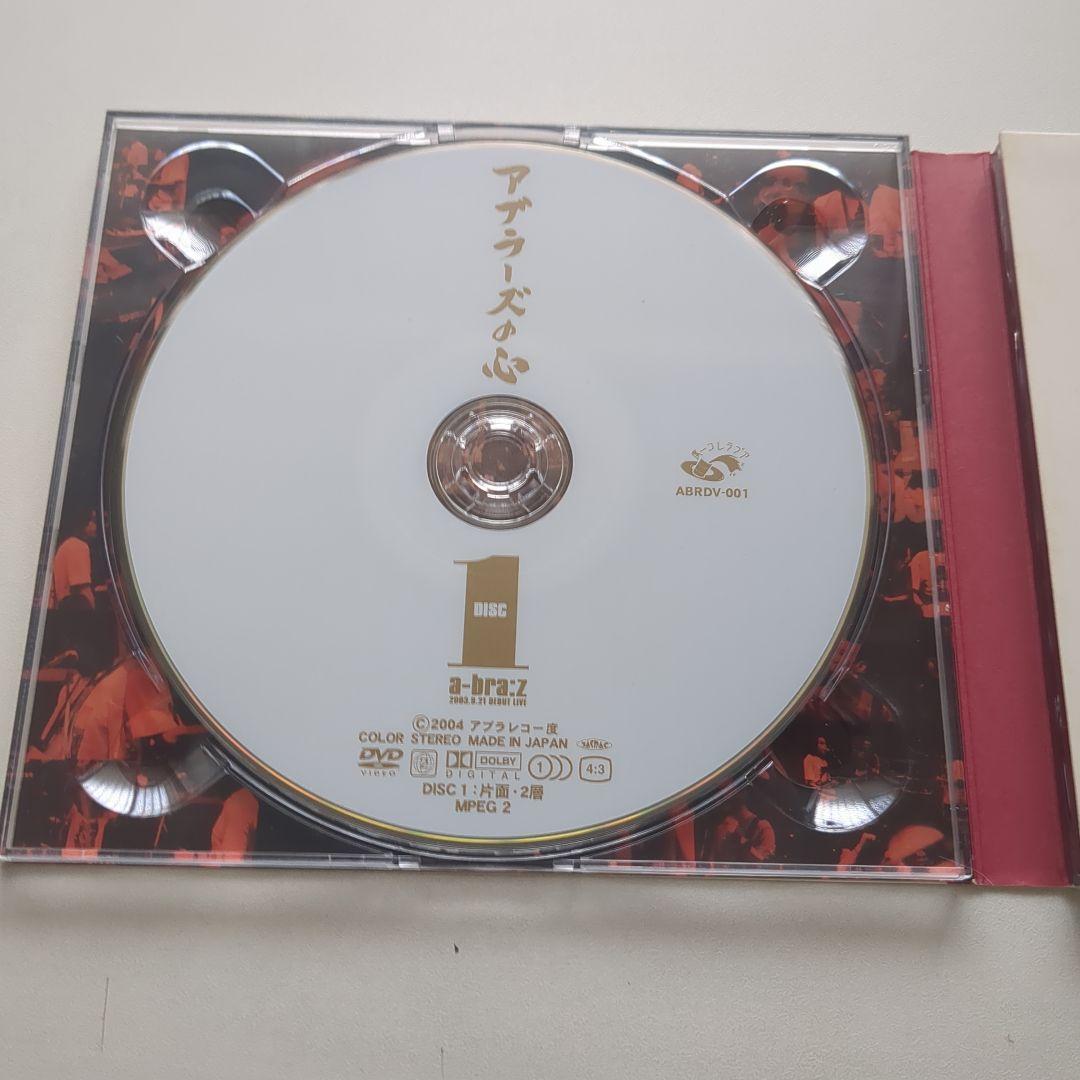 アブラーズの心
ABRDV-001
1
DISC
a-bra:z
2003.9.21 DEBUT LIVE
©2004 アブラレコー度
COLOR STEREO MADE IN JAPAN
DVD
VIDEO
DOLBY
DIGITAL
1
4:3
DISC 1：片面・2層
MPEG 2